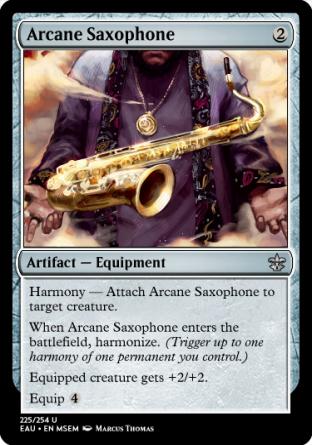 Arcane Saxophone 2
Artifact — Equipment
Harmony — Attach Arcane Saxophone to
target creature.
When Arcane Saxophone enters the
battlefield, harmonize. (Trigger up to one
harmony of one permanent you control.)
Equipped creature gets +2/+2.
Equip 4
225/254 U
EAU • EN MSEM Marcus Thomas